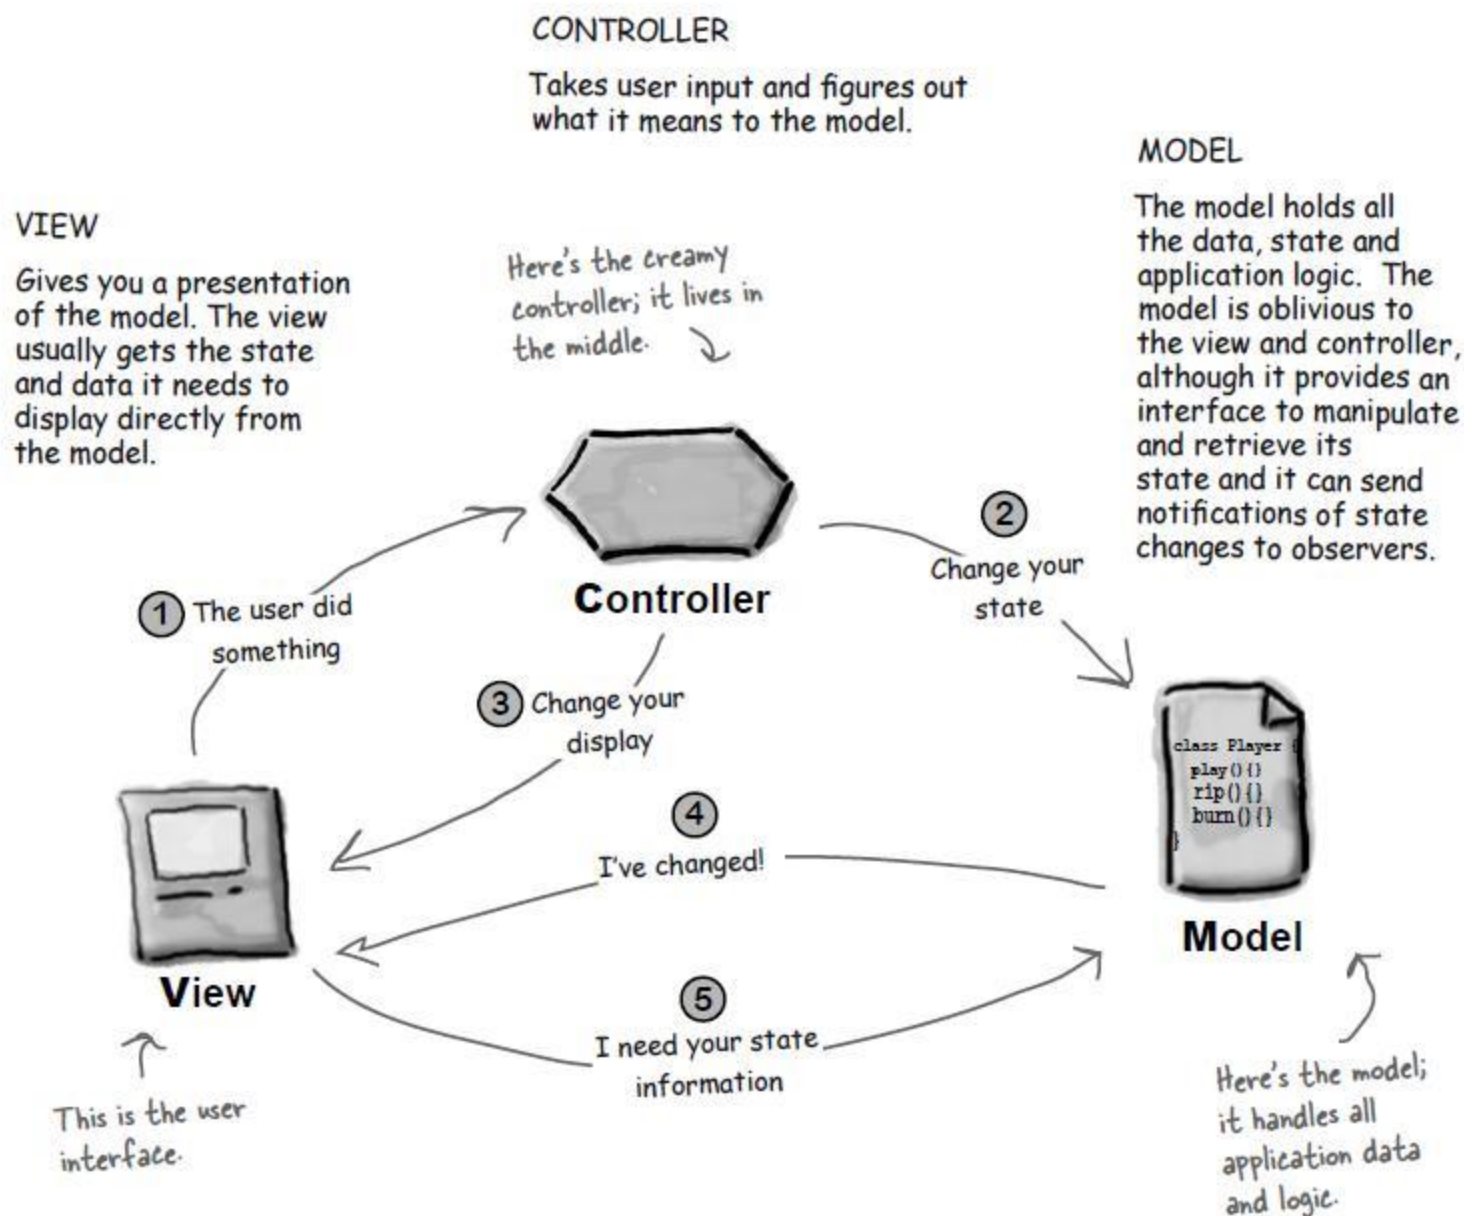 CONTROLLER
Takes user input and figures out
what it means to the model.
MODEL
The model holds all
the data, state and
application logic. The
model is oblivious to
the view and controller,
although it provides an
interface to manipulate
and retrieve its
state and it can send
notifications of state
changes to observers.
VIEW
Gives you a presentation
of the model. The view
usually gets the state
and data it needs to
display directly from
the model.
Here's the creamy
controller; it lives in
the middle.
Controller
1 The user did
something
2
Change your
state
3 Change your
display
4
I've changed!
5
I need your state
information
class Player {
play(){}
rip(){}
burn(){}
}
View
Model
This is the user
interface.
Here's the model;
it handles all
application data
and logic.